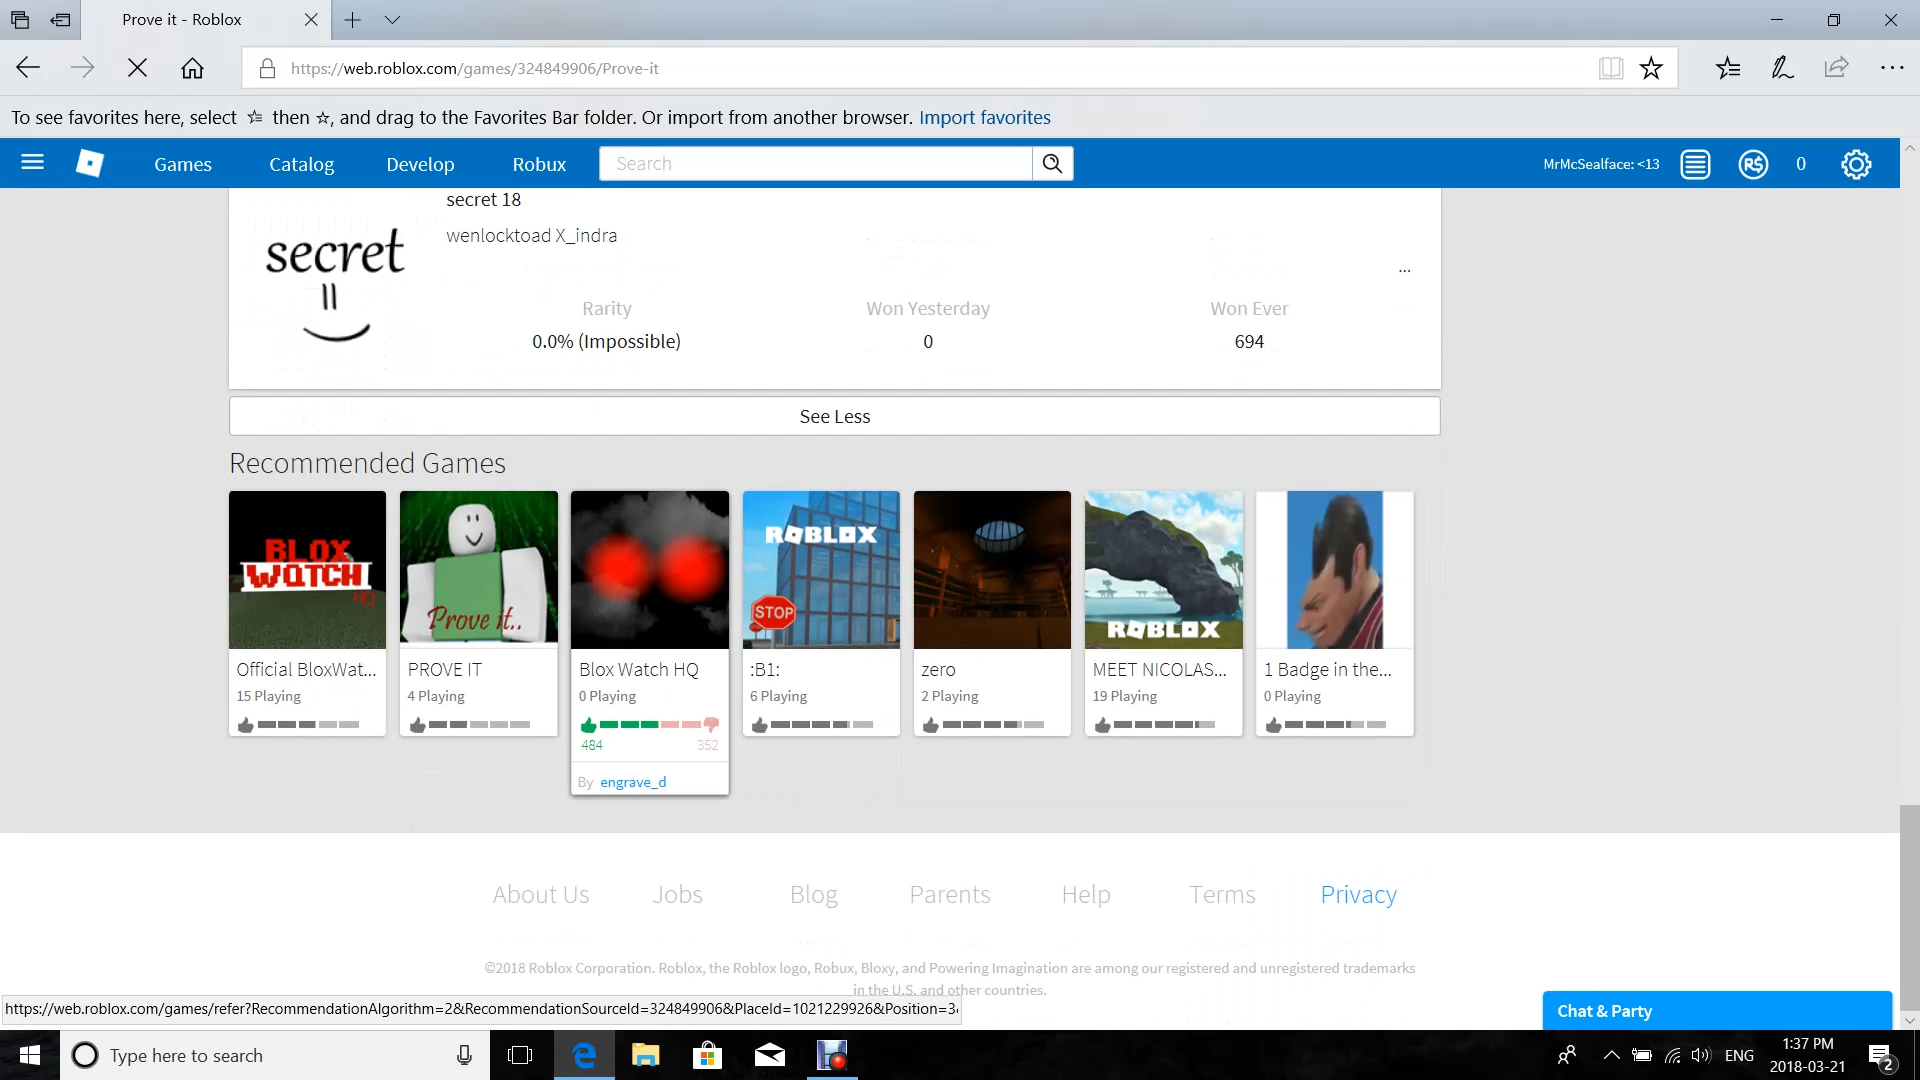 Prove it - Roblox
https://web.roblox.com/games/324849906/Prove-it
To see favorites here, select then , and drag to the Favorites Bar folder. Or import from another browser. Import favorites
Games Catalog Develop Robux Search MrMcSealface: <13 R$ 0
secret 18
secret
wenlocktoad X_indra
...
Rarity Won Yesterday Won Ever
0.0% (Impossible) 0 694
See Less
Recommended Games
BLOX
WATCH
HQ
Prove it..
ROBLOX
STOP
ROBLOX
Official BloxWat... PROVE IT Blox Watch HQ :B1: zero MEET NICOLAS... 1 Badge in the...
15 Playing 4 Playing 0 Playing 6 Playing 2 Playing 19 Playing 0 Playing
484 352
By engrave_d
About Us Jobs Blog Parents Help Terms Privacy
©2018 Roblox Corporation. Roblox, the Roblox logo, Robux, Bloxy, and Powering Imagination are among our registered and unregistered trademarks
in the U.S. and other countries.
https://web.roblox.com/games/refer?RecommendationAlgorithm=2&RecommendationSourceId=324849906&PlaceId=1021229926&Position=3
Chat & Party
Type here to search
ENG
1:37 PM
2018-03-21
2